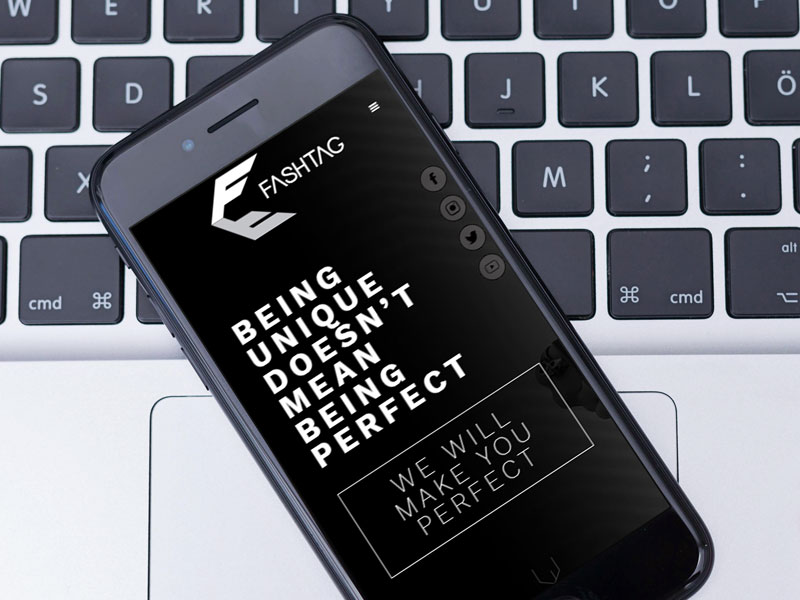 W E R T Y U I O P
S D H J K L Ö
X M ; :
cmd ⌘
⌘ cmd
alt
⌥
FASHTAG
BEING
UNIQUE
DOESN'T
MEAN
BEING
PERFECT
WE WILL
MAKE YOU
PERFECT